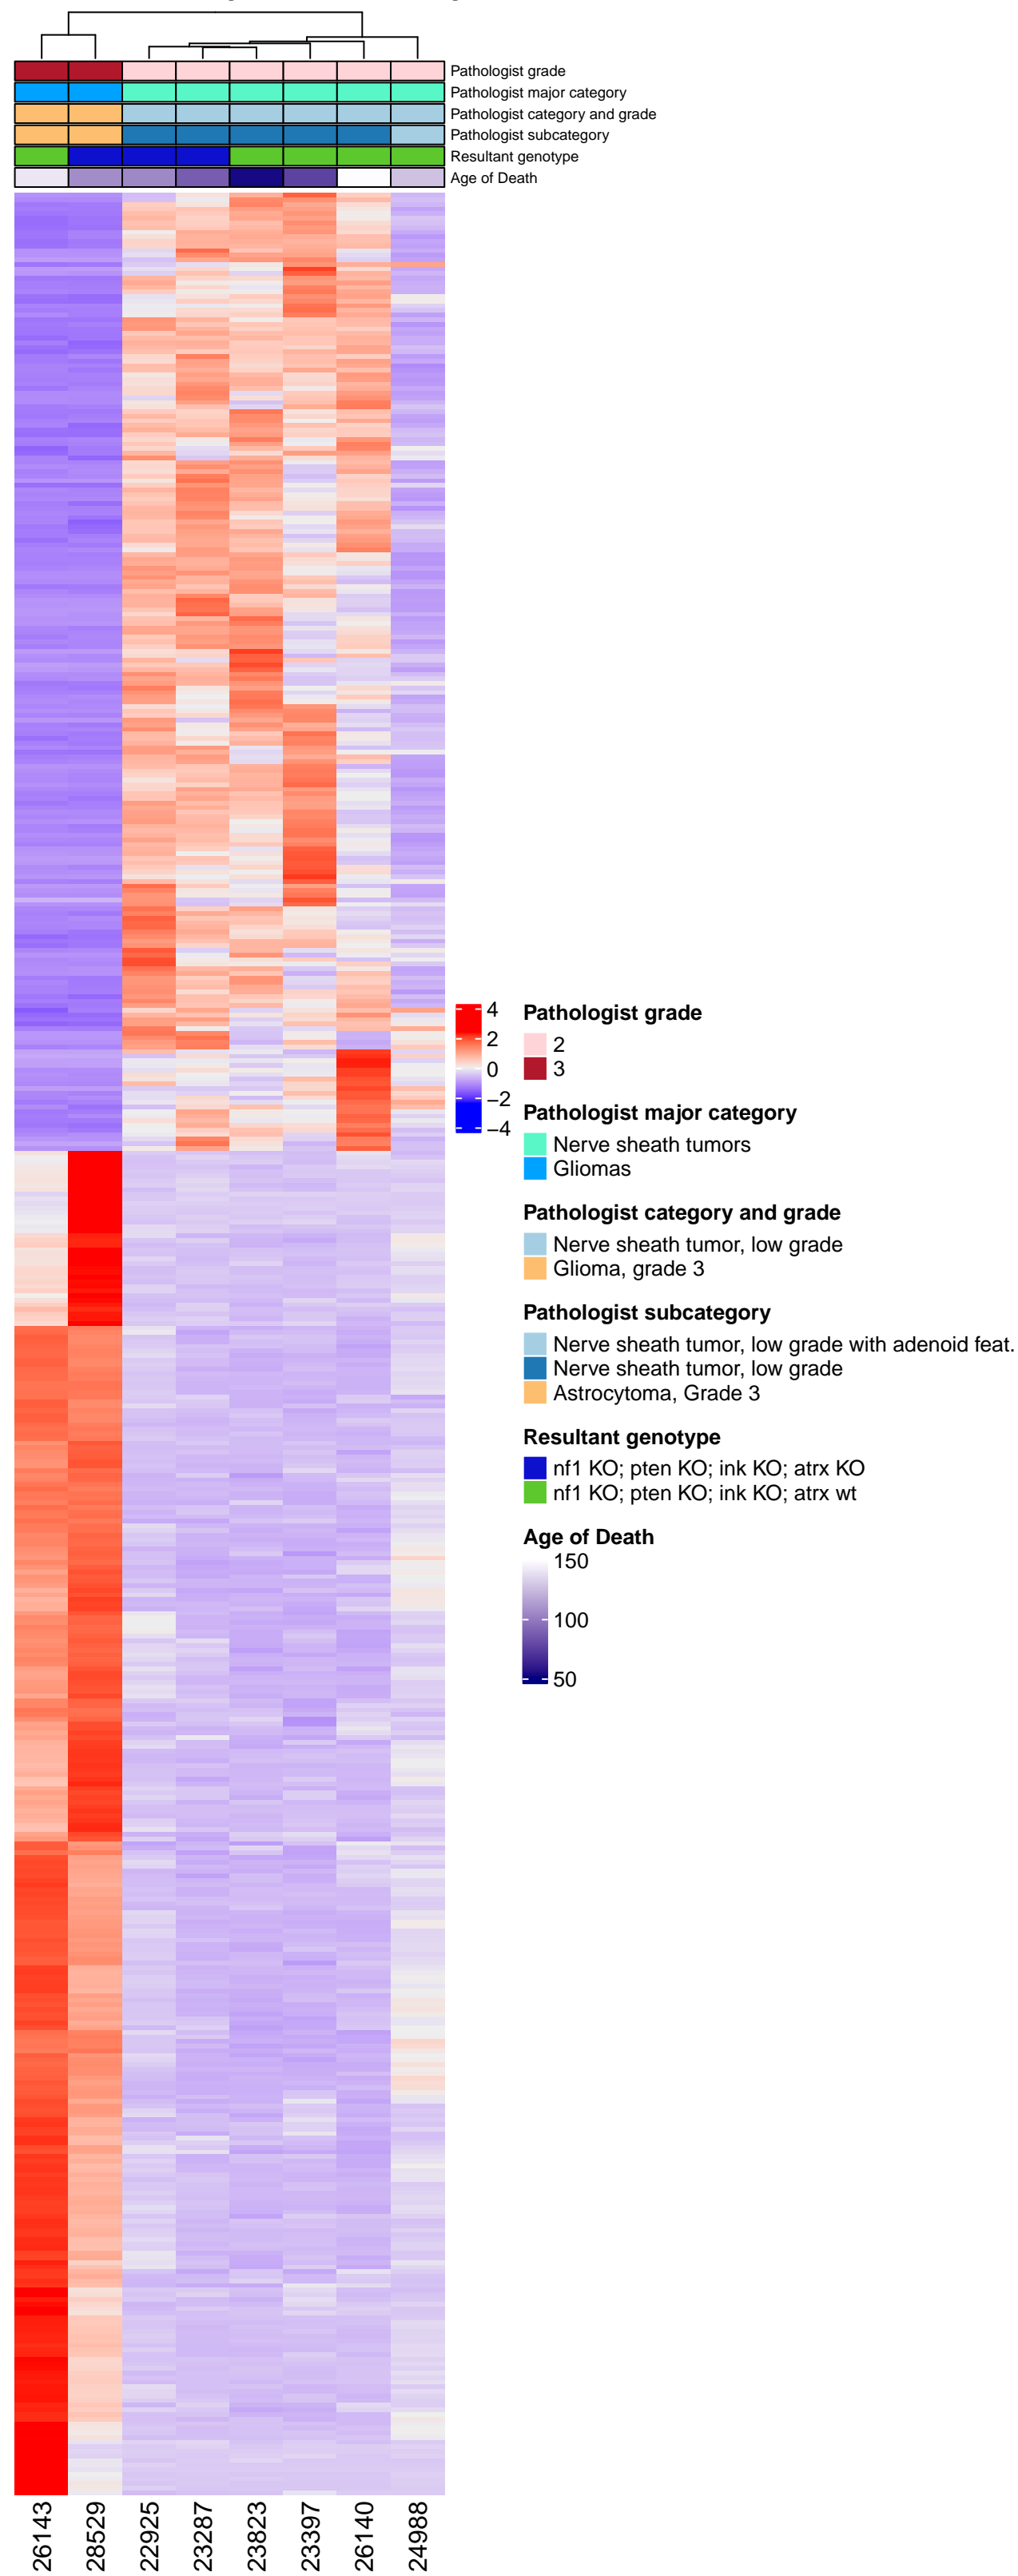 Pathologist grade
Pathologist major category
Pathologist category and grade
Pathologist subcategory
Resultant genotype
Age of Death
4
2
0
−2
−4
Pathologist grade
2
3
Pathologist major category
Nerve sheath tumors
Gliomas
Pathologist category and grade
Nerve sheath tumor, low grade
Glioma, grade 3
Pathologist subcategory
Nerve sheath tumor, low grade with adenoid feat.
Nerve sheath tumor, low grade
Astrocytoma, Grade 3
Resultant genotype
nf1 KO; pten KO; ink KO; atrx KO
nf1 KO; pten KO; ink KO; atrx wt
Age of Death
150
100
50
26143
28529
22925
23287
23823
23397
26140
24988